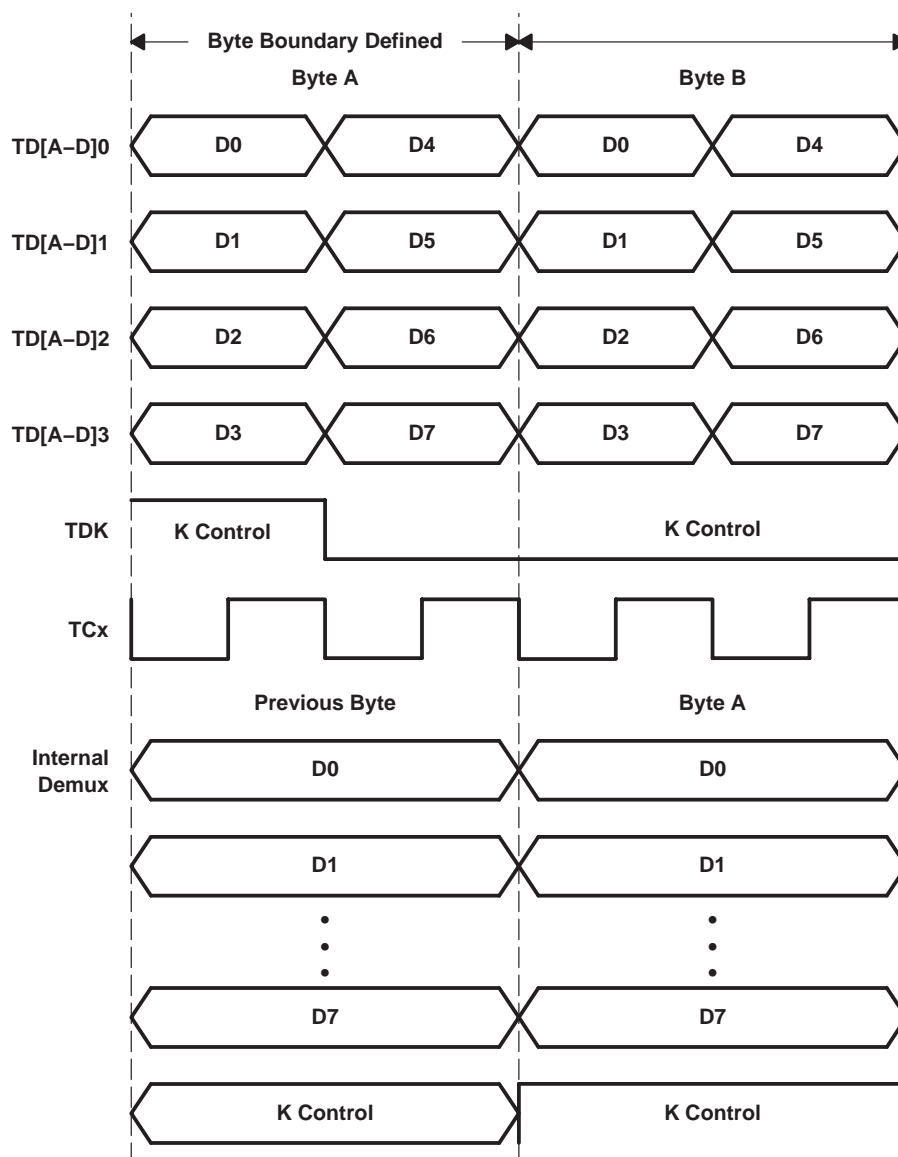 Byte Boundary Defined
Byte A Byte B
TD[A–D]0 D0 D4 D0 D4
TD[A–D]1 D1 D5 D1 D5
TD[A–D]2 D2 D6 D2 D6
TD[A–D]3 D3 D7 D3 D7
TDK K Control K Control
TCx
Previous Byte Byte A
Internal
Demux
D0 D0
D1 D1
D7 D7
K Control K Control